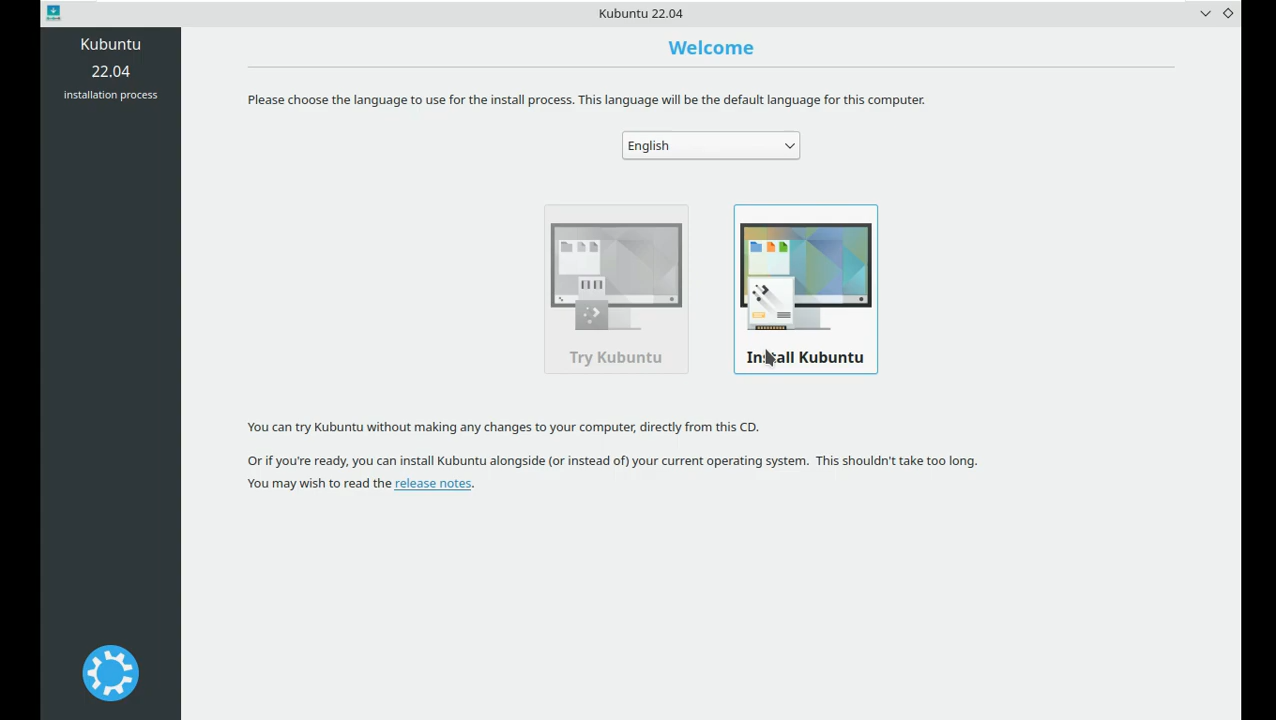 Kubuntu 22.04
Kubuntu
22.04
installation process
Welcome
Please choose the language to use for the install process. This language will be the default language for this computer.
English
Try Kubuntu
Install Kubuntu
You can try Kubuntu without making any changes to your computer, directly from this CD.
Or if you're ready, you can install Kubuntu alongside (or instead of) your current operating system. This shouldn't take too long.
You may wish to read the release notes.